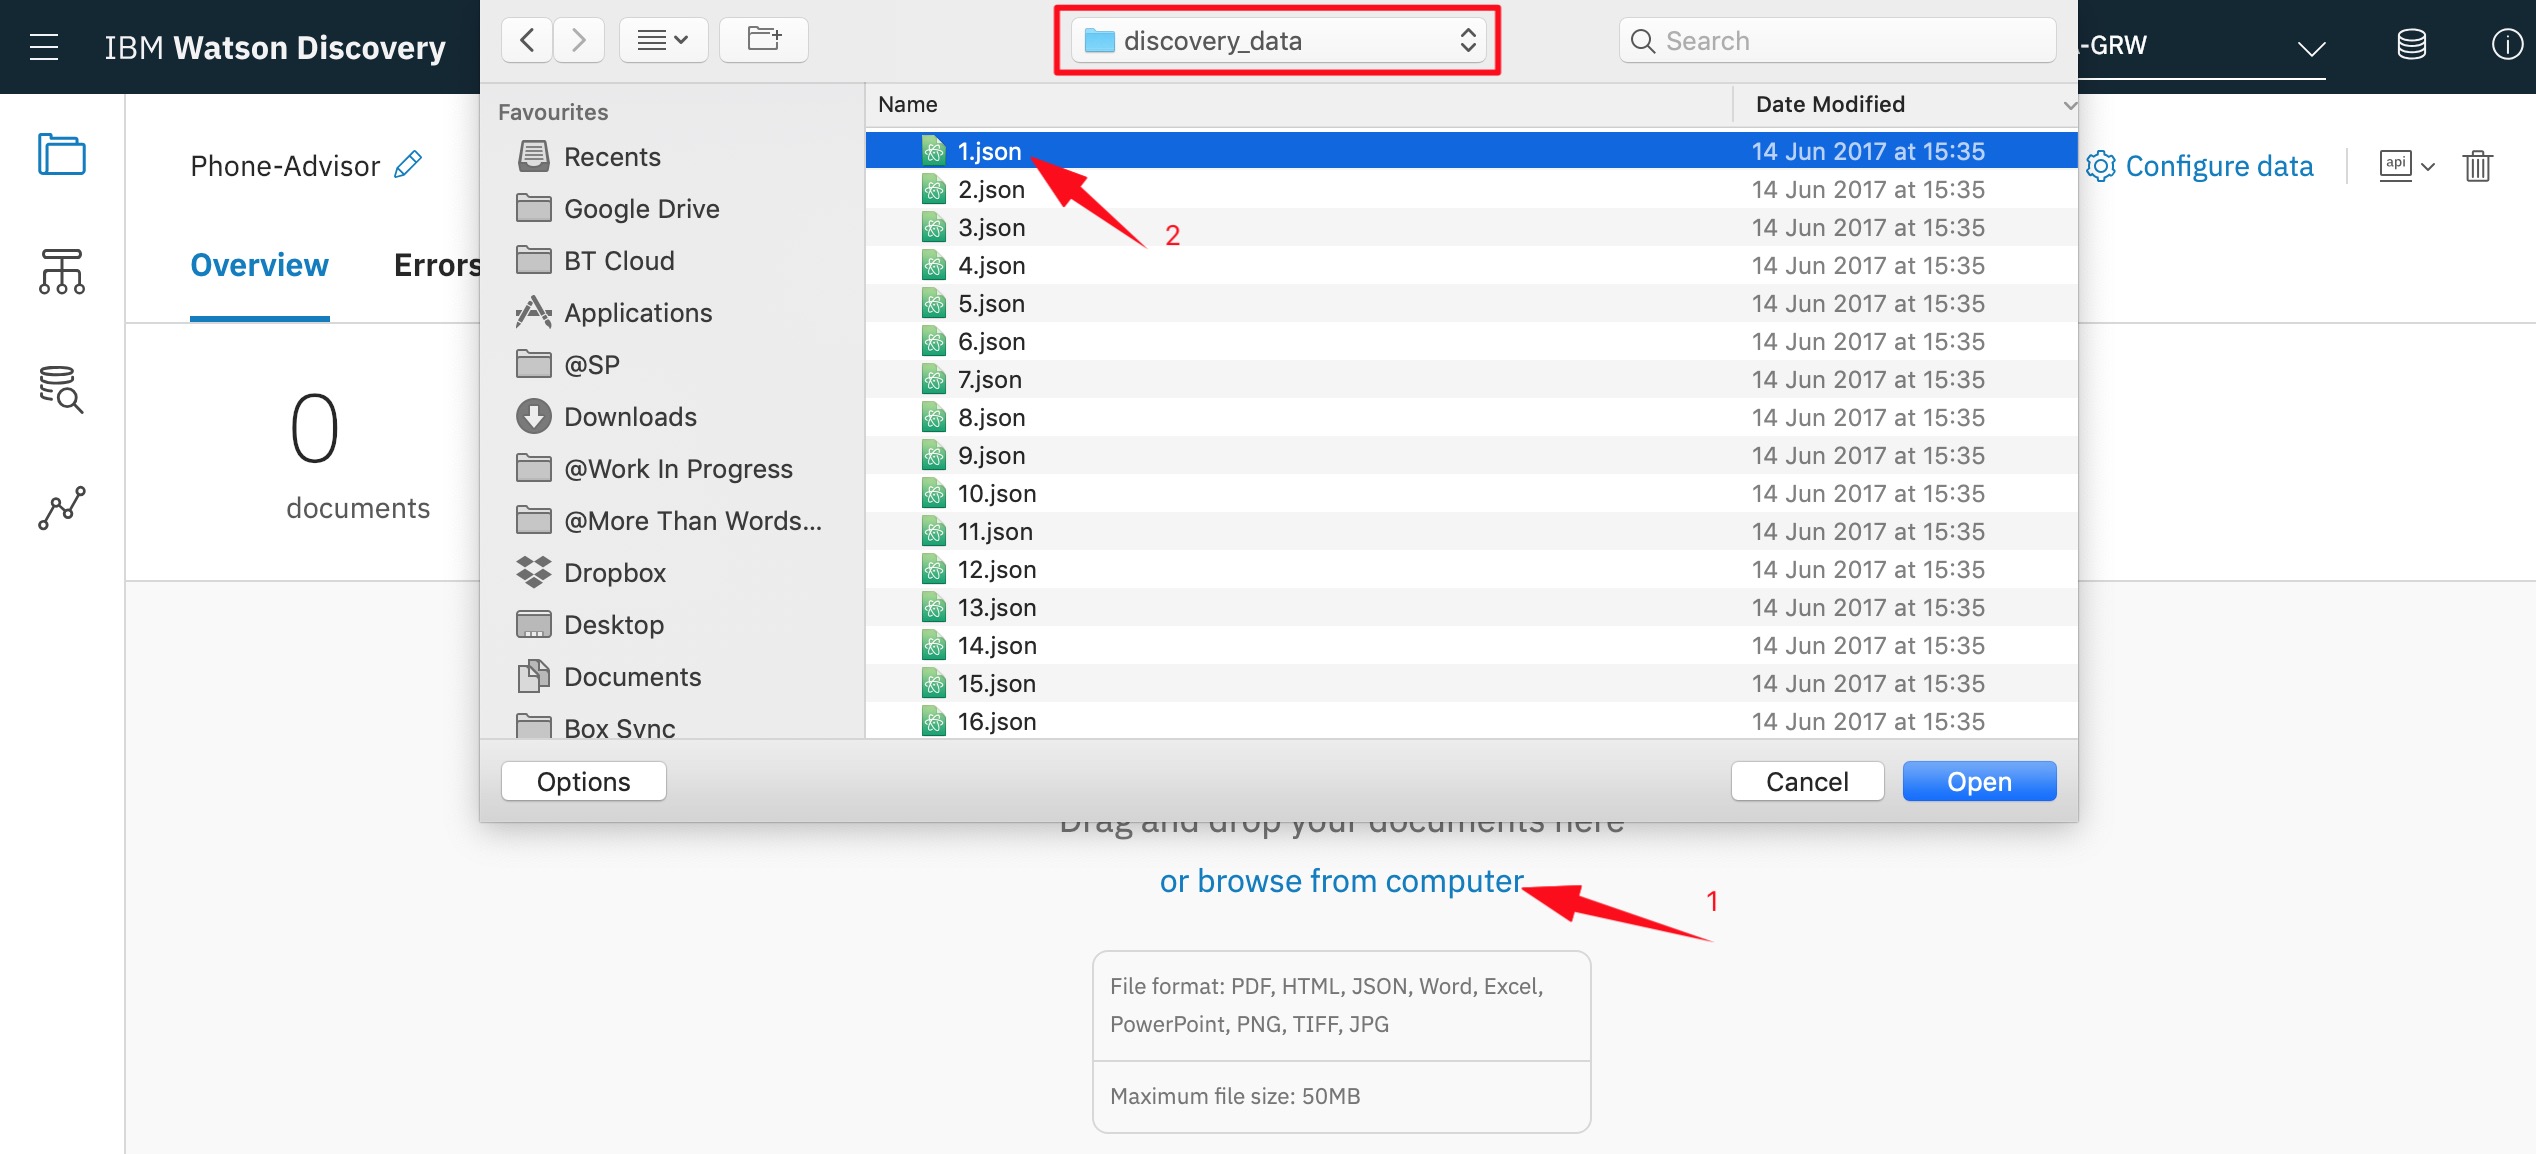 IBM Watson Discovery
discovery_data
Search
-GRW
Favourites
Recents
Google Drive
BT Cloud
Applications
@SP
Downloads
@Work In Progress
@More Than Words...
Dropbox
Desktop
Documents
Box Sync
Name
Date Modified
1.json 14 Jun 2017 at 15:35
2.json 14 Jun 2017 at 15:35
3.json 14 Jun 2017 at 15:35
4.json 14 Jun 2017 at 15:35
5.json 14 Jun 2017 at 15:35
6.json 14 Jun 2017 at 15:35
7.json 14 Jun 2017 at 15:35
8.json 14 Jun 2017 at 15:35
9.json 14 Jun 2017 at 15:35
10.json 14 Jun 2017 at 15:35
11.json 14 Jun 2017 at 15:35
12.json 14 Jun 2017 at 15:35
13.json 14 Jun 2017 at 15:35
14.json 14 Jun 2017 at 15:35
15.json 14 Jun 2017 at 15:35
16.json 14 Jun 2017 at 15:35
2
Options
Cancel
Open
Phone-Advisor
Configure data
api
Overview
Errors
0
documents
Drag and drop your documents here
or browse from computer
1
File format: PDF, HTML, JSON, Word, Excel,
PowerPoint, PNG, TIFF, JPG
Maximum file size: 50MB